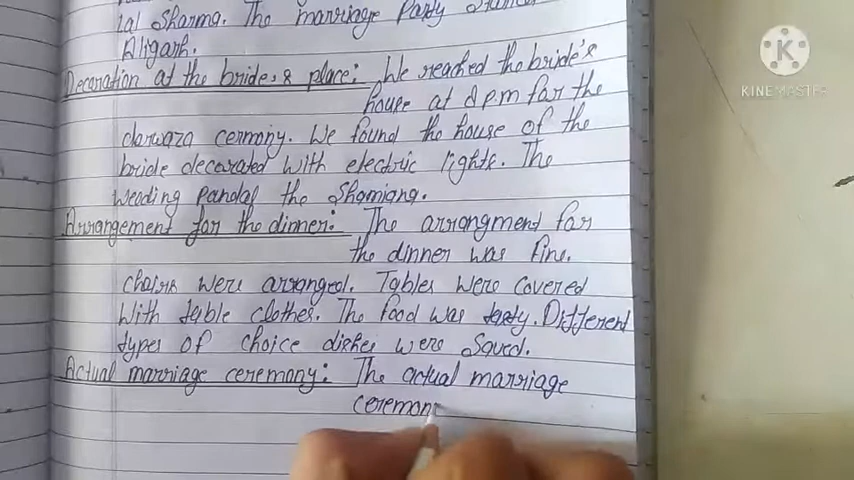 lal Sharma. The marriage Party
Aligarh.
Decoration at the bride,s place: We reached the bride's
house at 8 p.m for the
darwaza cermony. We found the house of the
bride decorated with electric lights. The
wedding pandal the Shamiana.
Arrangement for the dinner: The arrangment for
the dinner was fine.
chairs were arranged. Tables were covered
with table clothes. The food was tasty. Different
types of choice dishes were Saved.
Actual marriage ceremony: The actual marriage
ceremon
K
KINEMASTER